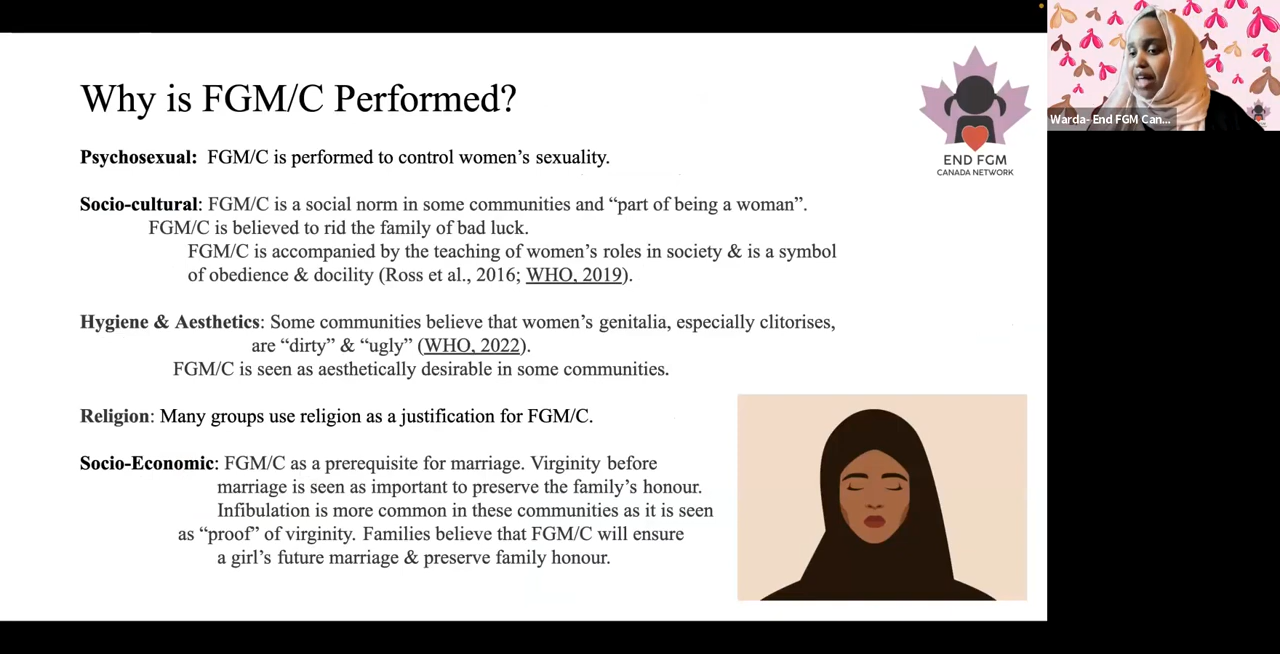 Why is FGM/C Performed?
Psychosexual: FGM/C is performed to control women’s sexuality.
Socio-cultural: FGM/C is a social norm in some communities and “part of being a woman”.
FGM/C is believed to rid the family of bad luck.
FGM/C is accompanied by the teaching of women’s roles in society & is a symbol
of obedience & docility (Ross et al., 2016; WHO, 2019).
Hygiene & Aesthetics: Some communities believe that women’s genitalia, especially clitorises,
are “dirty” & “ugly” (WHO, 2022).
FGM/C is seen as aesthetically desirable in some communities.
Religion: Many groups use religion as a justification for FGM/C.
Socio-Economic: FGM/C as a prerequisite for marriage. Virginity before
marriage is seen as important to preserve the family’s honour.
Infibulation is more common in these communities as it is seen
as “proof” of virginity. Families believe that FGM/C will ensure
a girl’s future marriage & preserve family honour.
END FGM
CANADA NETWORK
Warda- End FGM Can...